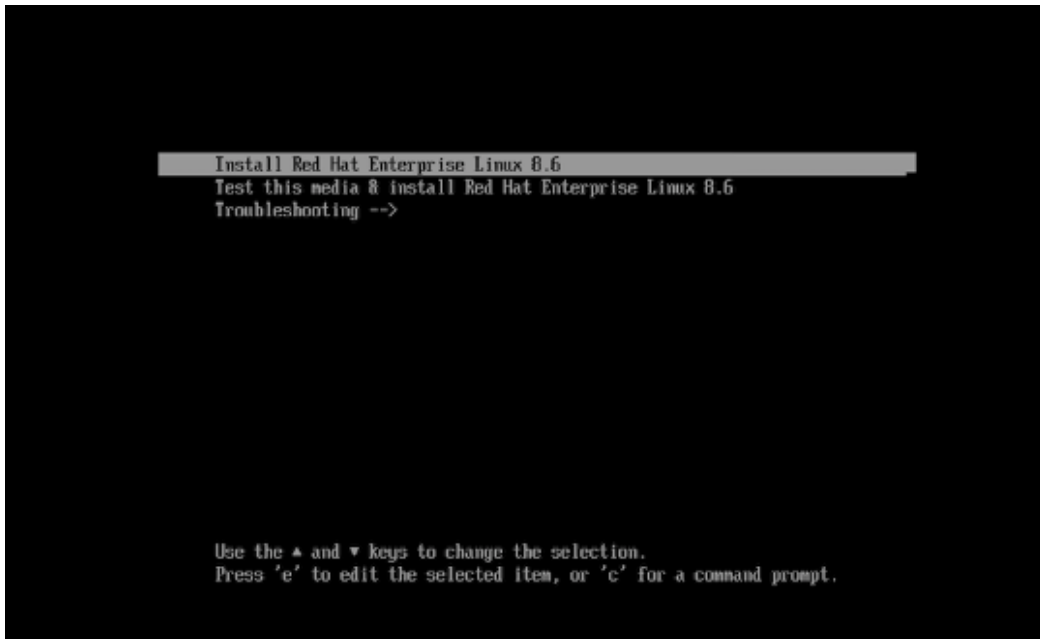 Install Red Hat Enterprise Linux 8.6
Test this media & install Red Hat Enterprise Linux 8.6
Troubleshooting -->
Use the ▲ and ▼ keys to change the selection.
Press 'e' to edit the selected item, or 'c' for a command prompt.